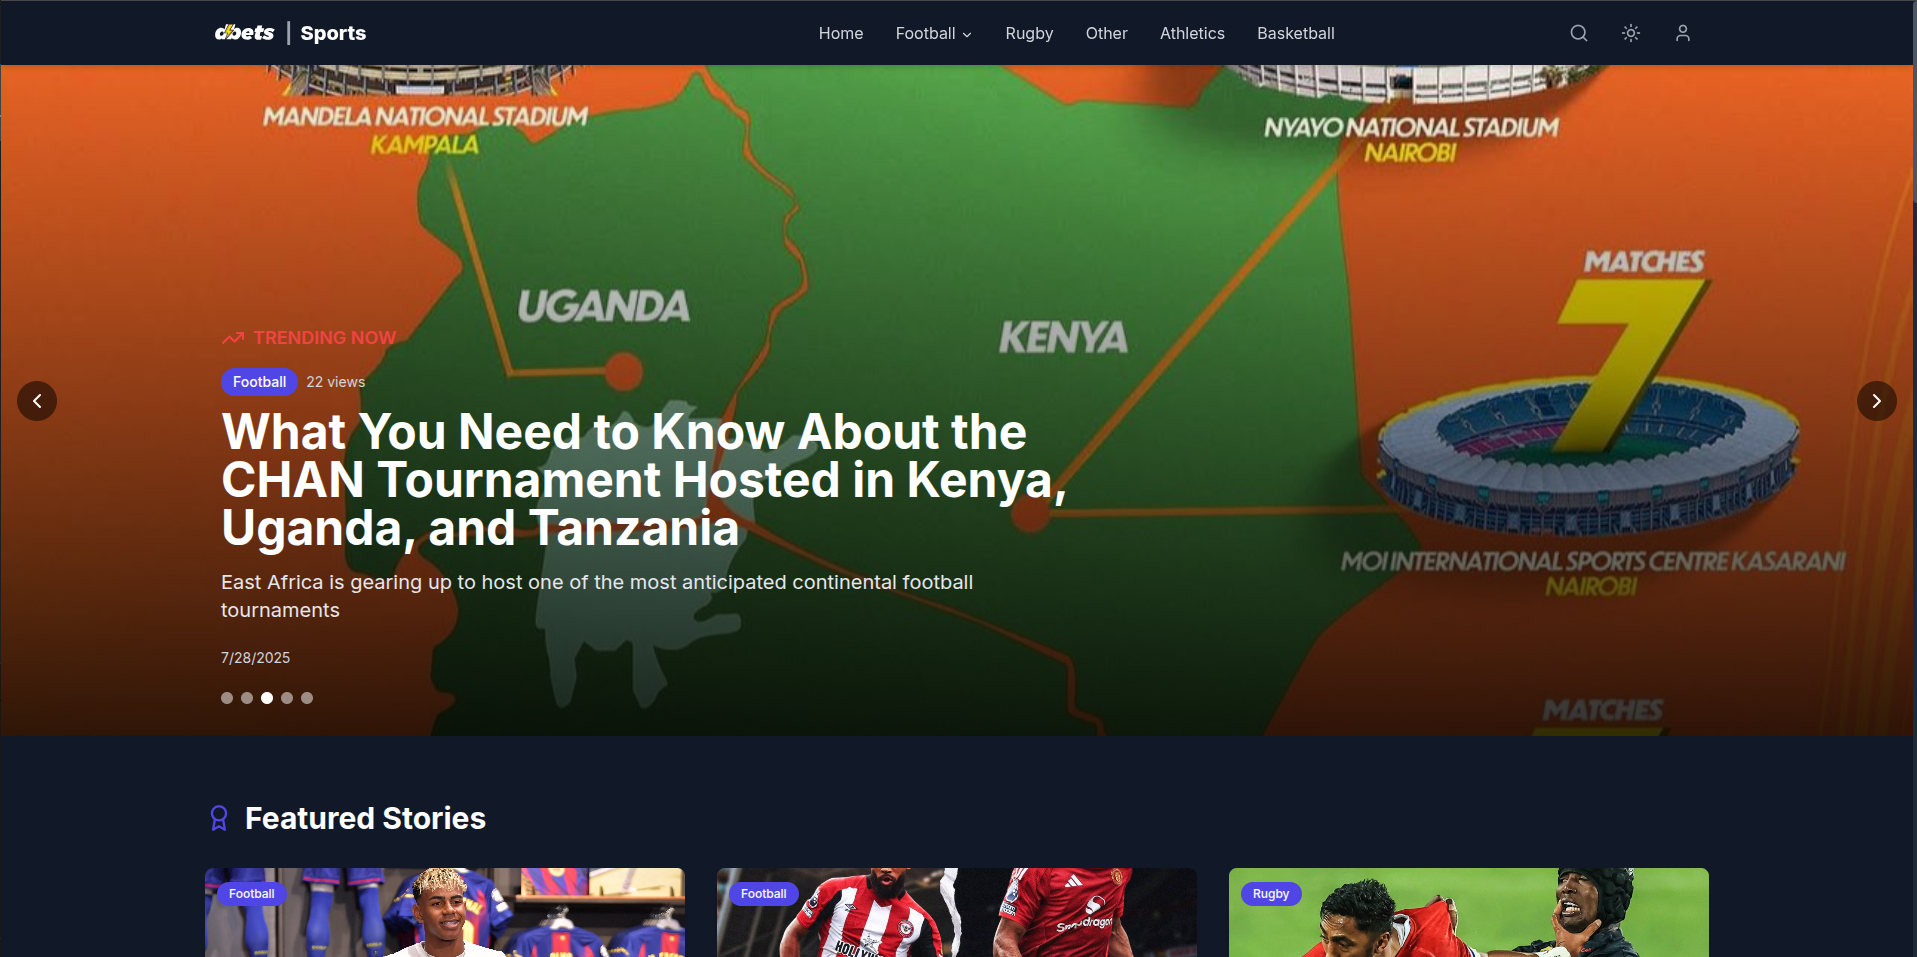 cbets | Sports
Home
Football
Rugby
Other
Athletics
Basketball
MANDELA NATIONAL STADIUM
KAMPALA
NYAYO NATIONAL STADIUM
NAIROBI
UGANDA
KENYA
MATCHES
7
MOI INTERNATIONAL SPORTS CENTRE KASARANI
NAIROBI
MATCHES
TRENDING NOW
Football 22 views
What You Need to Know About the
CHAN Tournament Hosted in Kenya,
Uganda, and Tanzania
East Africa is gearing up to host one of the most anticipated continental football
tournaments
7/28/2025
Featured Stories
Football
Football
Rugby
Snapdragon